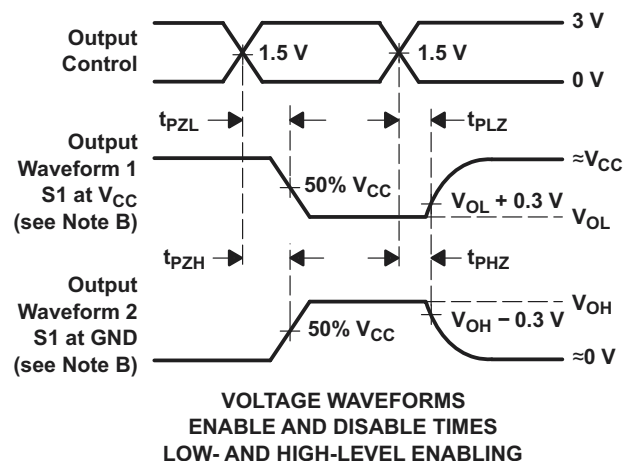 Output
Control
1.5 V
1.5 V
3 V
0 V
tPZL
tPLZ
Output
Waveform 1
S1 at VCC
(see Note B)
50% VCC
≈VCC
VOL + 0.3 V
VOL
tPZH
tPHZ
Output
Waveform 2
S1 at GND
(see Note B)
50% VCC
VOH
VOH − 0.3 V
≈0 V
VOLTAGE WAVEFORMS
ENABLE AND DISABLE TIMES
LOW- AND HIGH-LEVEL ENABLING